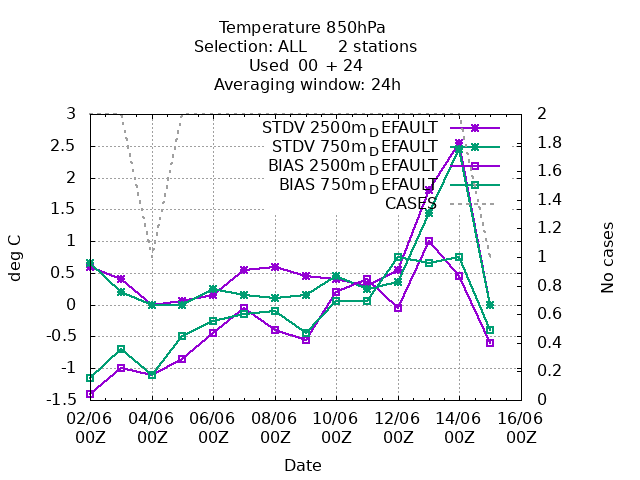 Temperature 850hPa
Selection: ALL 2 stations
Used 00 + 24
Averaging window: 24h
STDV 2500m_DEFAULT
STDV 750m_DEFAULT
BIAS 2500m_DEFAULT
BIAS 750m_DEFAULT
CASES
3
2.5
2
1.5
1
0.5
0
-0.5
-1
-1.5
deg C
2
1.8
1.6
1.4
1.2
1
0.8
0.6
0.4
0.2
0
No cases
02/06 04/06 06/06 08/06 10/06 12/06 14/06 16/06
00Z 00Z 00Z 00Z 00Z 00Z 00Z 00Z
Date